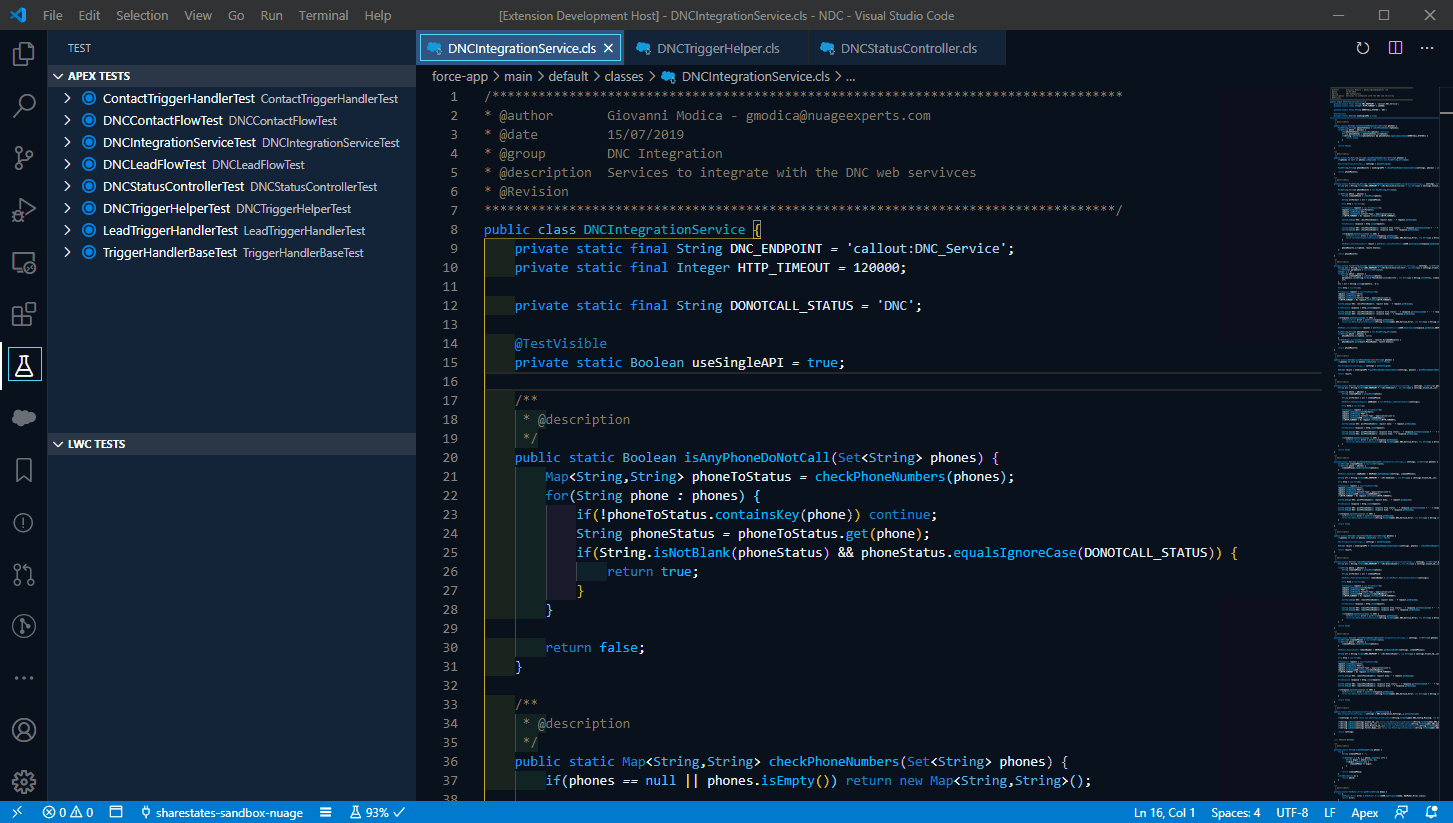 File Edit Selection View Go Run Terminal Help [Extension Development Host] - DNCIntegrationService.cls - NDC - Visual Studio Code
TEST
APEX TESTS
ContactTriggerHandlerTest ContactTriggerHandlerTest
DNCContactFlowTest DNCContactFlowTest
DNCIntegrationServiceTest DNCIntegrationServiceTest
DNCLeadFlowTest DNCLeadFlowTest
DNCStatusControllerTest DNCStatusControllerTest
DNCTriggerHelperTest DNCTriggerHelperTest
LeadTriggerHandlerTest LeadTriggerHandlerTest
TriggerHandlerBaseTest TriggerHandlerBaseTest
LWC TESTS
DNCIntegrationService.cls DNCTriggerHelper.cls DNCStatusController.cls
force-app > main > default > classes > DNCIntegrationService.cls > ...
1 /**********************************************************************************
2 * @author Giovanni Modica - gmodica@nuageexperts.com
3 * @date 15/07/2019
4 * @group DNC Integration
5 * @description Services to integrate with the DNC web servivces
6 * @Revision
7 **********************************************************************************/
8 public class DNCIntegrationService {
9 private static final String DNC_ENDPOINT = 'callout:DNC_Service';
10 private static final Integer HTTP_TIMEOUT = 120000;
11
12 private static final String DONOTCALL_STATUS = 'DNC';
13
14 @TestVisible
15 private static Boolean useSingleAPI = true;
16
17 /**
18 * @description
19 */
20 public static Boolean isAnyPhoneDoNotCall(Set<String> phones) {
21 Map<String,String> phoneToStatus = checkPhoneNumbers(phones);
22 for(String phone : phones) {
23 if(!phoneToStatus.containsKey(phone)) continue;
24 String phoneStatus = phoneToStatus.get(phone);
25 if(String.isNotBlank(phoneStatus) && phoneStatus.equalsIgnoreCase(DONOTCALL_STATUS)) {
26 return true;
27 }
28 }
29
30 return false;
31 }
32
33 /**
34 * @description
35 */
36 public static Map<String,String> checkPhoneNumbers(Set<String> phones) {
37 if(phones == null || phones.isEmpty()) return new Map<String,String>();
38
0 0 sharestates-sandbox-nuage 93% Ln 16, Col 1 Spaces: 4 UTF-8 LF Apex